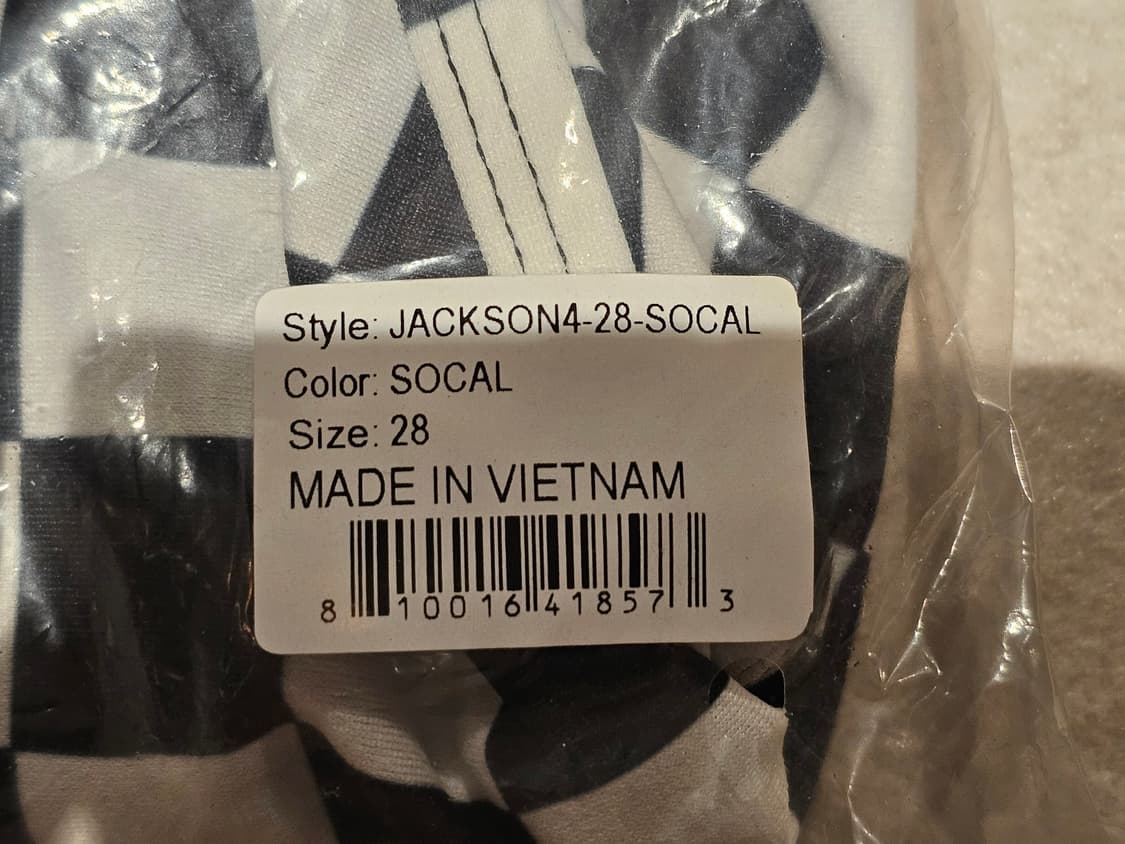 Style: JACKSON4-28-SOCAL
Color: SOCAL
Size: 28
MADE IN VIETNAM
8 10016 41857 3